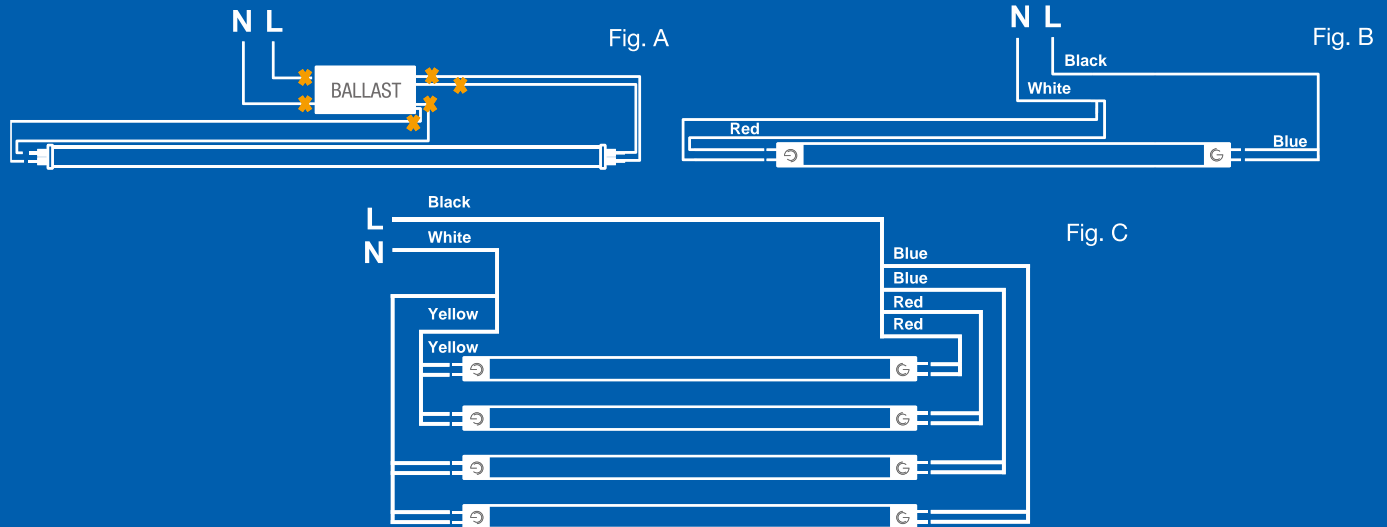 N L
Fig. A
BALLAST
N L
Fig. B
Black
White
Red
Blue
L
Black
Fig. C
N
White
Blue
Blue
Red
Red
Yellow
Yellow